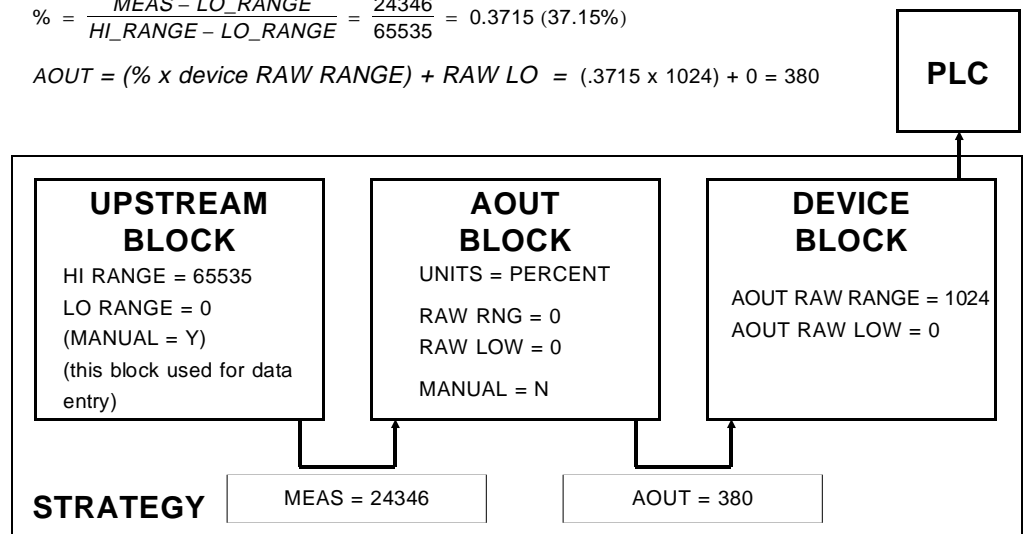 % = MEAS – LO_RANGE / HI_RANGE – LO_RANGE = 24346 / 65535 = 0.3715 (37.15%)
AOUT = (% x device RAW RANGE) + RAW LO = (.3715 x 1024) + 0 = 380
PLC
UPSTREAM
BLOCK
HI RANGE = 65535
LO RANGE = 0
(MANUAL = Y)
(this block used for data
entry)
AOUT
BLOCK
UNITS = PERCENT
RAW RNG = 0
RAW LOW = 0
MANUAL = N
DEVICE
BLOCK
AOUT RAW RANGE = 1024
AOUT RAW LOW = 0
STRATEGY
MEAS = 24346
AOUT = 380